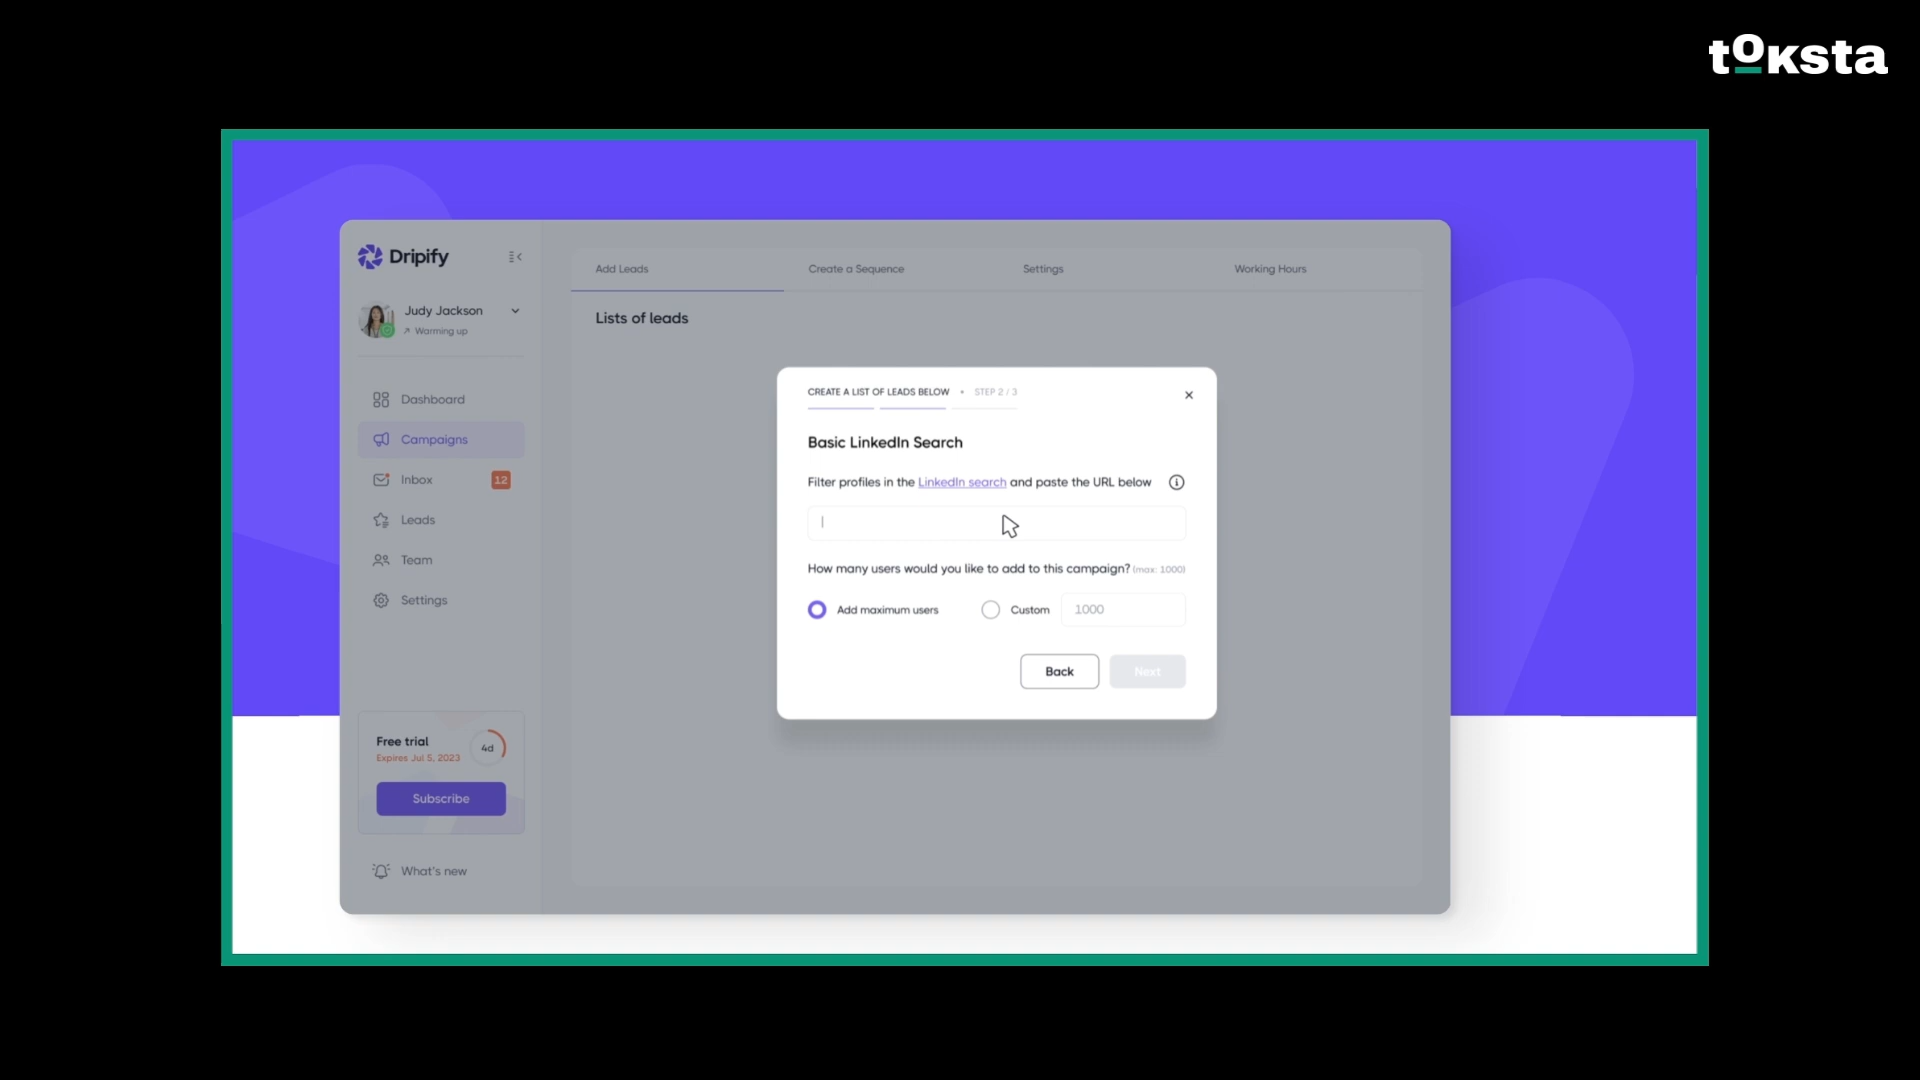 toksta
Dripify
Judy Jackson
Warming up
Dashboard
Campaigns
Inbox 12
Leads
Team
Settings
Free trial
Expires Jul 5, 2023
4d
Subscribe
What's new
Add Leads Create a Sequence Settings Working Hours
Lists of leads
CREATE A LIST OF LEADS BELOW • STEP 2 / 3
Basic LinkedIn Search
Filter profiles in the LinkedIn search and paste the URL below
How many users would you like to add to this campaign? (max: 1000)
Add maximum users Custom 1000
Back Next